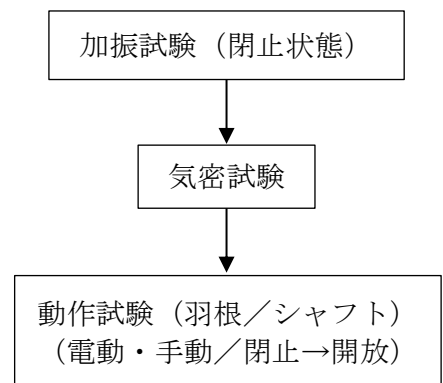 加振試験（閉止状態）
気密試験
動作試験（羽根／シャフト）
（電動・手動／閉止→開放）